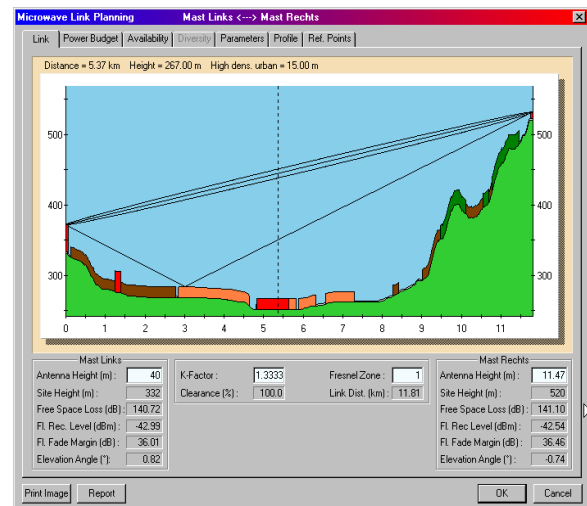 Microwave Link Planning Mast Links <---> Mast Rechts
Link Power Budget Availability Diversity Parameters Profile Ref. Points
Distance = 5.37 km Height = 267.00 m High dens. urban = 15.00 m
500 500
400 400
300 300
0 1 2 3 4 5 6 7 8 9 10 11
Mast Links
Antenna Height (m) : 40
Site Height (m) : 332
Free Space Loss (dB) : 140.72
Fl. Rec. Level (dBm) : -42.99
Fl. Fade Margin (dB) : 36.01
Elevation Angle (°): 0.82
K-Factor : 1.3333 Fresnel Zone : 1
Clearance (%) : 100.0 Link Dist. (km) : 11.81
Mast Rechts
Antenna Height (m) : 11.47
Site Height (m) : 520
Free Space Loss (dB) : 141.10
Fl. Rec. Level (dBm) : -42.54
Fl. Fade Margin (dB) : 36.46
Elevation Angle (°) : -0.74
Print Image Report OK Cancel